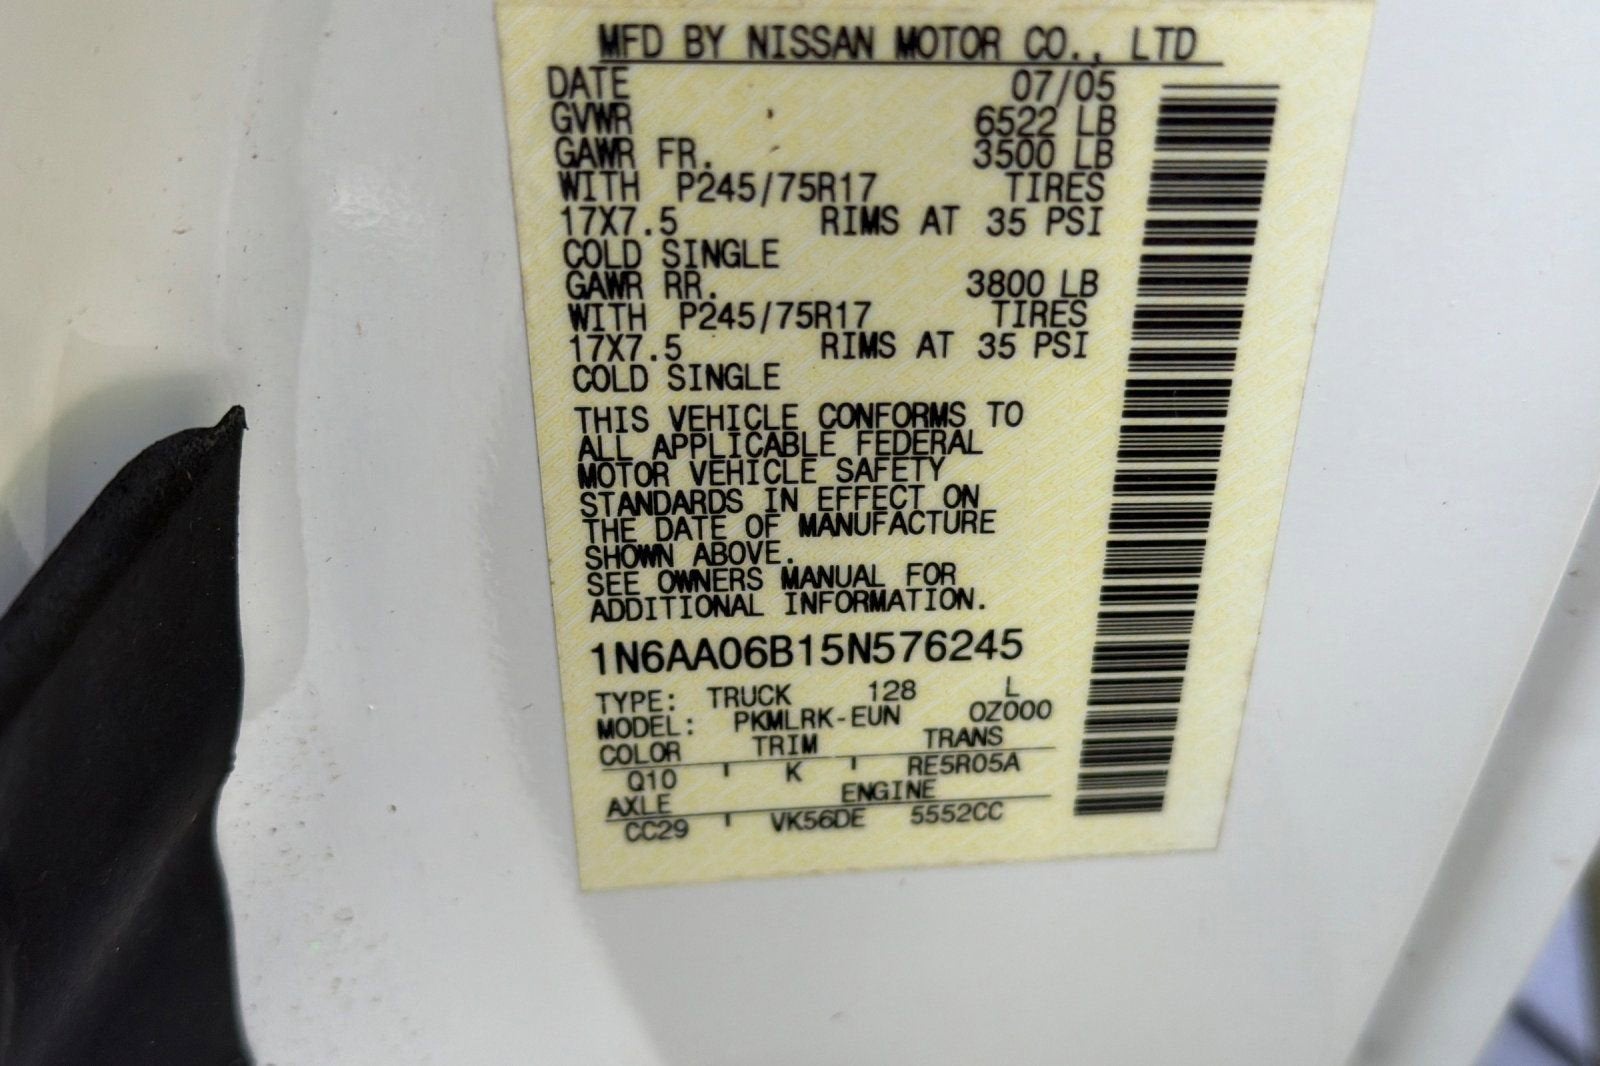 MFD BY NISSAN MOTOR CO., LTD
DATE 07/05
GVWR 6522 LB
GAWR FR. 3500 LB
WITH P245/75R17 TIRES
17X7.5 RIMS AT 35 PSI
COLD SINGLE
GAWR RR. 3800 LB
WITH P245/75R17 TIRES
17X7.5 RIMS AT 35 PSI
COLD SINGLE
THIS VEHICLE CONFORMS TO
ALL APPLICABLE FEDERAL
MOTOR VEHICLE SAFETY
STANDARDS IN EFFECT ON
THE DATE OF MANUFACTURE
SHOWN ABOVE.
SEE OWNERS MANUAL FOR
ADDITIONAL INFORMATION.
1N6AA06B15N576245
TYPE: TRUCK 128 L
MODEL: PKMLRK-EUN OZ000
COLOR TRIM TRANS
Q10 K RE5R05A
AXLE ENGINE
CC29 VK56DE 5552CC